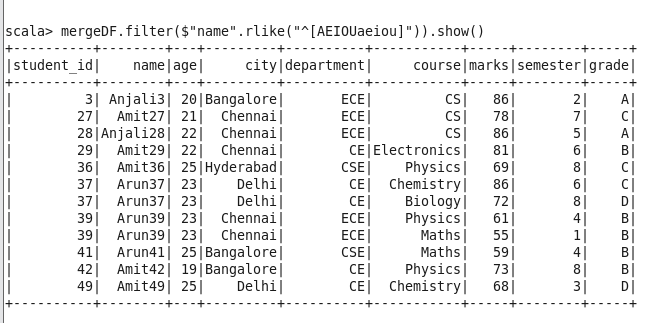 scala> mergeDF.filter($"name".rlike("^[AEIOUaeiou]")).show()
+----------+--------+---+---------+----------+-----------+-----+--------+-----+
|student_id|    name|age|     city|department|     course|marks|semester|grade|
+----------+--------+---+---------+----------+-----------+-----+--------+-----+
|         3| Anjali3| 20|Bangalore|       ECE|         CS|   86|       2|    A|
|        27|  Amit27| 21|  Chennai|       ECE|         CS|   78|       7|    C|
|        28|Anjali28| 22|  Chennai|       ECE|         CS|   86|       5|    A|
|        29|  Amit29| 22|  Chennai|        CE|Electronics|   81|       6|    B|
|        36|  Amit36| 25|Hyderabad|       CSE|    Physics|   69|       8|    C|
|        37|  Arun37| 23|    Delhi|        CE|  Chemistry|   86|       6|    C|
|        37|  Arun37| 23|    Delhi|        CE|    Biology|   72|       8|    D|
|        39|  Arun39| 23|  Chennai|       ECE|    Physics|   61|       4|    B|
|        39|  Arun39| 23|  Chennai|       ECE|      Maths|   55|       1|    B|
|        41|  Arun41| 25|Bangalore|       CSE|      Maths|   59|       4|    B|
|        42|  Amit42| 19|Bangalore|        CE|    Physics|   73|       8|    B|
|        49|  Amit49| 25|    Delhi|        CE|  Chemistry|   68|       3|    D|
+----------+--------+---+---------+----------+-----------+-----+--------+-----+